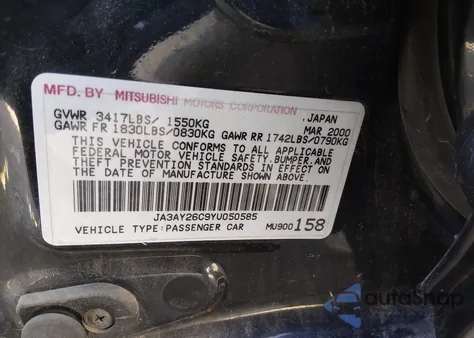 MFD. BY MITSUBISHI MOTORS CORPORATION
GVWR 3417LBS/ 1550KG JAPAN
GAWR FR 1830LBS/0830KG GAWR RR 1742LBS/0790KG MAR 2000
THIS VEHICLE CONFORMS TO ALL APPLICABLE
FEDERAL MOTOR VEHICLE SAFETY, BUMPER, AND
THEFT PREVENTION STANDARDS IN EFFECT ON
THE DATE OF MANUFACTURE SHOWN ABOVE.
JA3AY26C9YU050585
VEHICLE TYPE:PASSENGER CAR MU900 158
autoShop